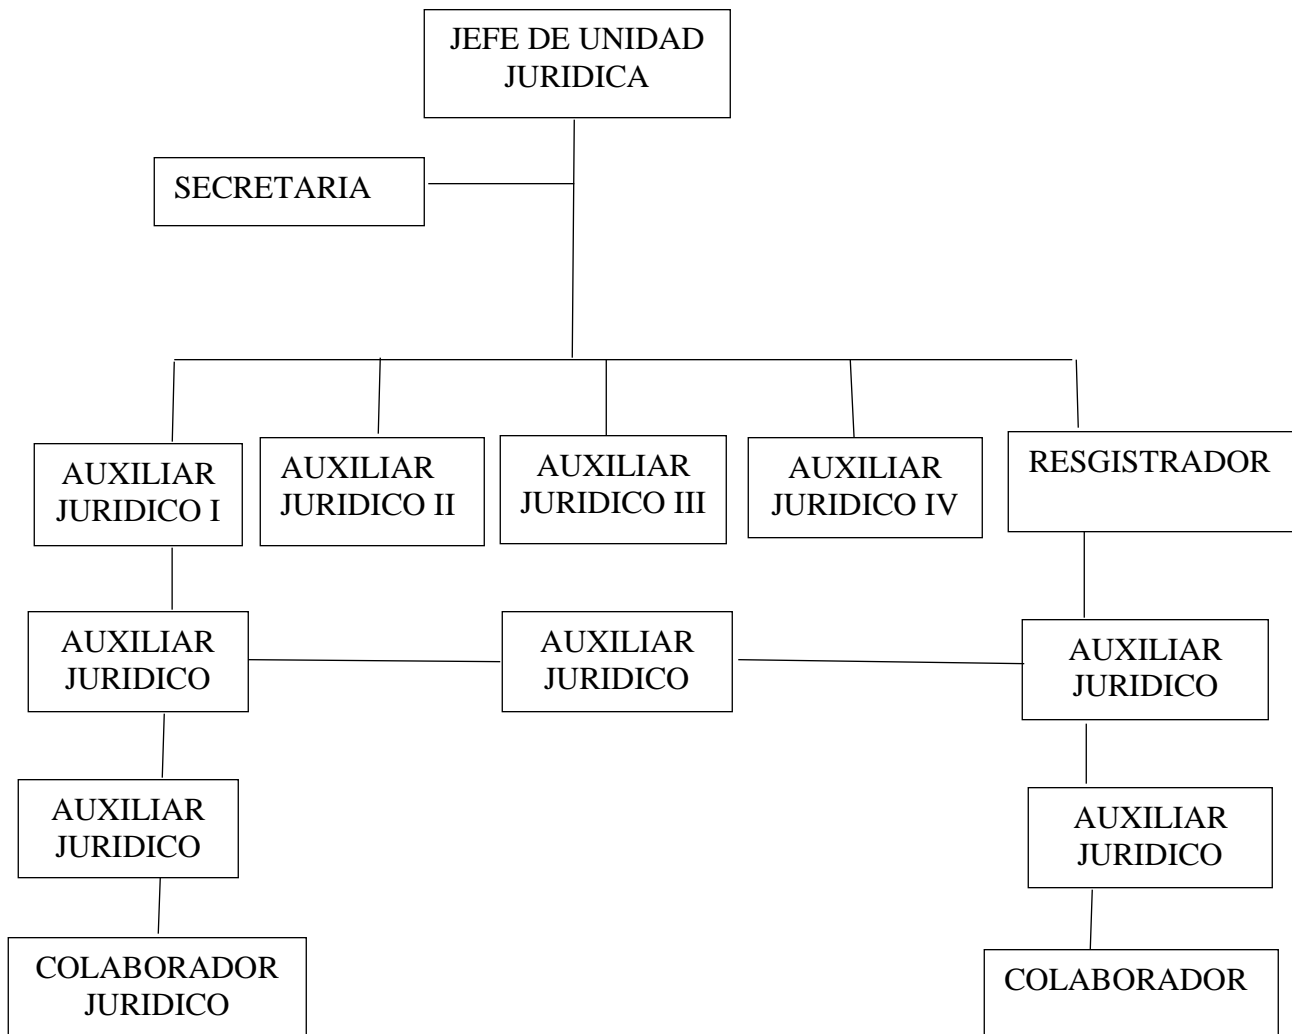 JEFE DE UNIDAD
JURIDICA
SECRETARIA
AUXILIAR
JURIDICO I
AUXILIAR
JURIDICO II
AUXILIAR
JURIDICO III
AUXILIAR
JURIDICO IV
RESGISTRADOR
AUXILIAR
JURIDICO
AUXILIAR
JURIDICO
AUXILIAR
JURIDICO
AUXILIAR
JURIDICO
AUXILIAR
JURIDICO
COLABORADOR
JURIDICO
COLABORADOR